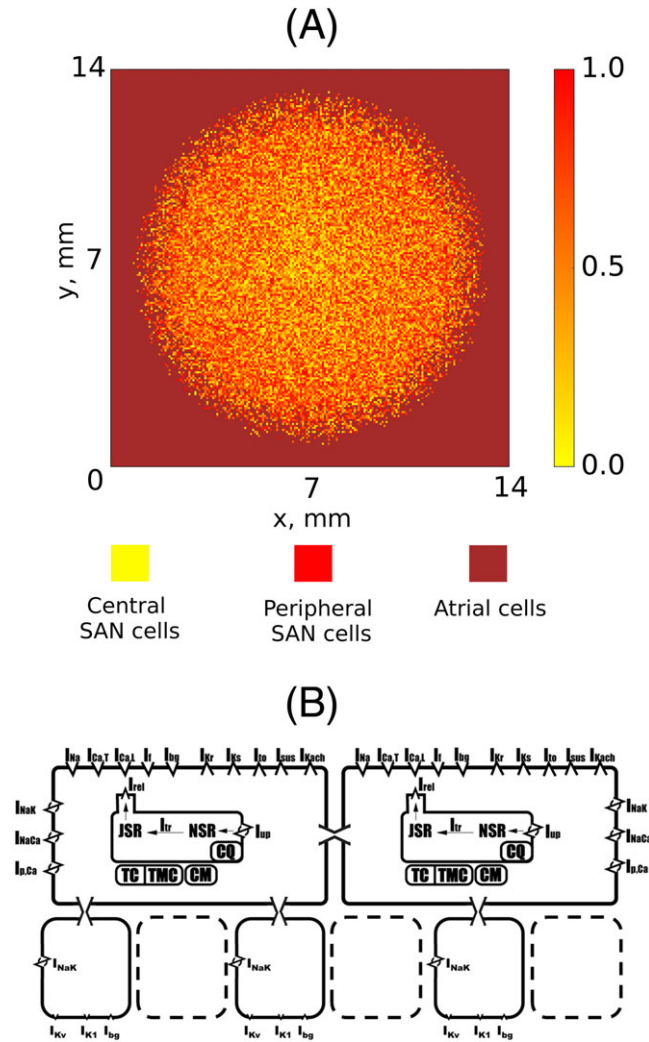 (A)
14
1.0
y, mm
7
0.5
0
7
14
0.0
x, mm
Central SAN cells
Peripheral SAN cells
Atrial cells
(B)
INa ICa,T ICa,L If Ibg IKr IKs Ito Isus IKach INa ICa,T ICa,L If Ibg IKr IKs Ito Isus IKach
Irel Irel
INaK INaK
JSR Itr NSR Iup JSR Itr NSR Iup
INaCa INaCa
CQ CQ
Ip,Ca Ip,Ca
TC TMC CM TC TMC CM
INaK INaK INaK
IKv IK1 Ibg IKv IK1 Ibg IKv IK1 Ibg